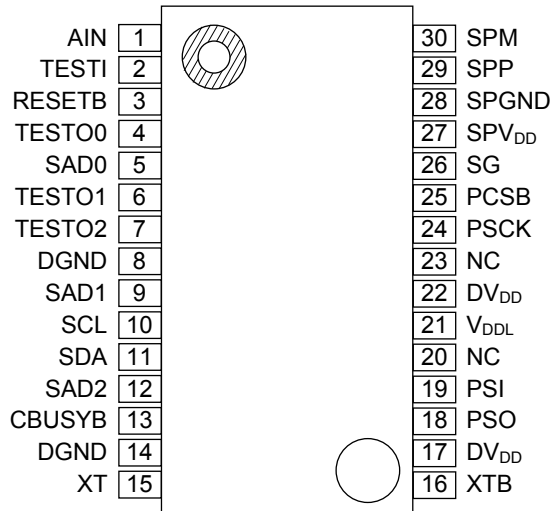 AIN 1 30 SPM
TESTI 2 29 SPP
RESETB 3 28 SPGND
TESTO0 4 27 SPVDD
SAD0 5 26 SG
TESTO1 6 25 PCSB
TESTO2 7 24 PSCK
DGND 8 23 NC
SAD1 9 22 DVDD
SCL 10 21 VDDL
SDA 11 20 NC
SAD2 12 19 PSI
CBUSYB 13 18 PSO
DGND 14 17 DVDD
XT 15 16 XTB